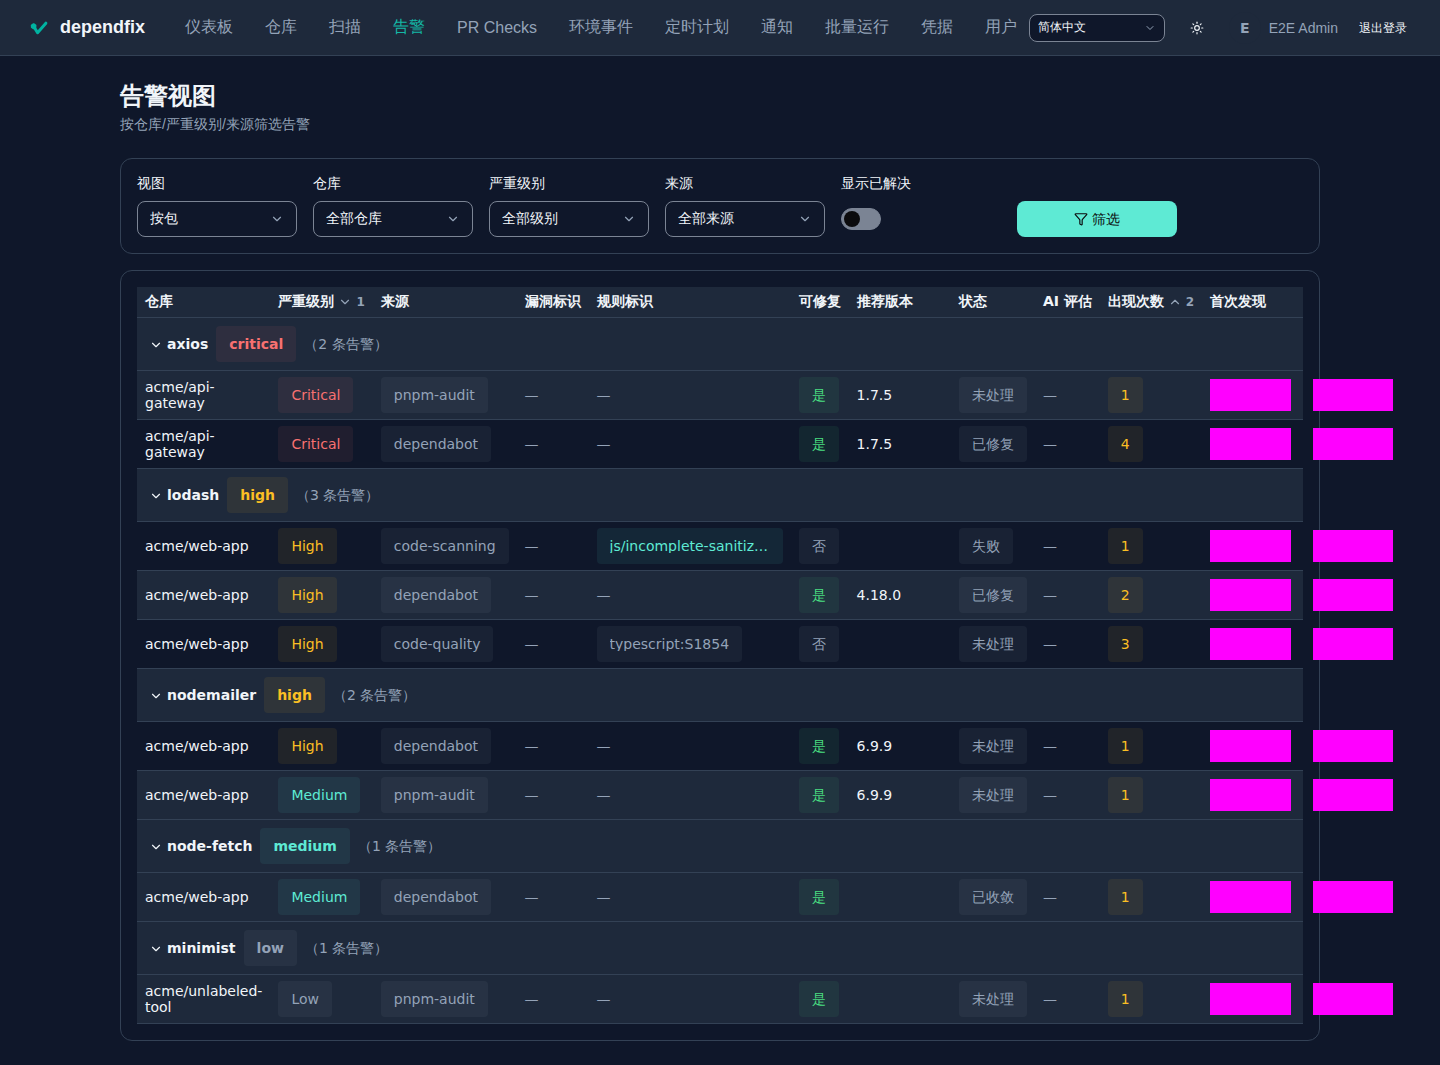 dependfix 仪表板 仓库 扫描 告警 PR Checks 环境事件 定时计划 通知 批量运行 凭据 用户 简体中文 E E2E Admin 退出登录
告警视图
按仓库/严重级别/来源筛选告警
视图 仓库 严重级别 来源 显示已解决
按包 全部仓库 全部级别 全部来源 筛选
仓库 严重级别 1 来源 漏洞标识 规则标识 可修复 推荐版本 状态 AI 评估 出现次数 2 首次发现
axios critical （2 条告警）
acme/api-gateway Critical pnpm-audit — — 是 1.7.5 未处理 — 1
acme/api-gateway Critical dependabot — — 是 1.7.5 已修复 — 4
lodash high （3 条告警）
acme/web-app High code-scanning — js/incomplete-sanitiz... 否 失败 — 1
acme/web-app High dependabot — — 是 4.18.0 已修复 — 2
acme/web-app High code-quality — typescript:S1854 否 未处理 — 3
nodemailer high （2 条告警）
acme/web-app High dependabot — — 是 6.9.9 未处理 — 1
acme/web-app Medium pnpm-audit — — 是 6.9.9 未处理 — 1
node-fetch medium （1 条告警）
acme/web-app Medium dependabot — — 是 已收敛 — 1
minimist low （1 条告警）
acme/unlabeled-tool Low pnpm-audit — — 是 未处理 — 1